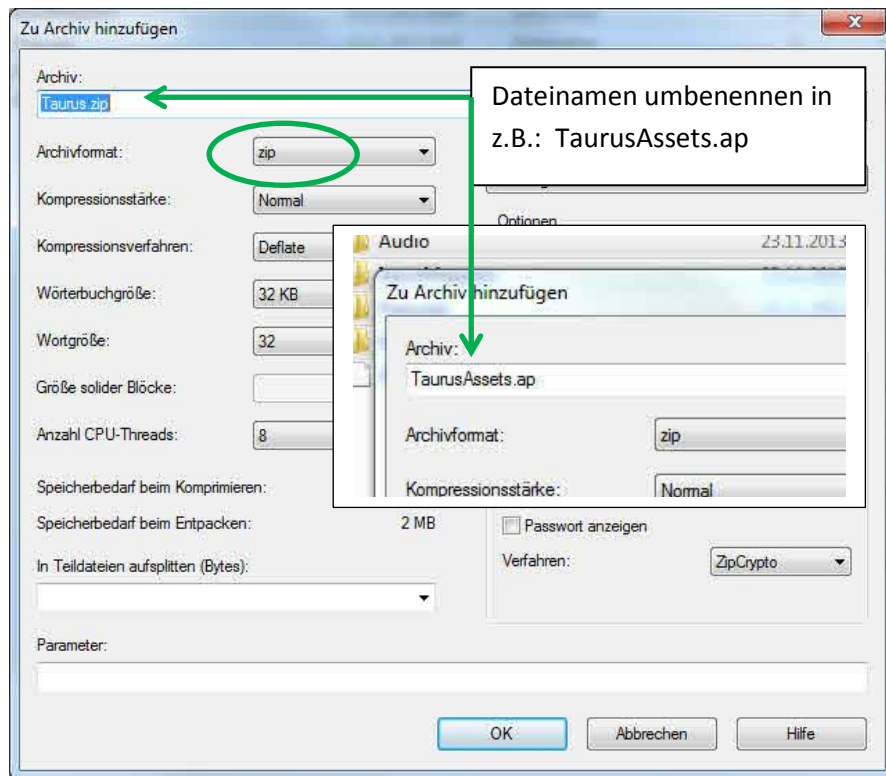 Zu Archiv hinzufügen
Archiv:
Taurus.zip
Dateinamen umbenennen in
z.B.: TaurusAssets.ap
Archivformat:
zip
Kompressionsstärke:
Normal
Optionen
Kompressionsverfahren:
Deflate
Audio
23.11.2013
Zu Archiv hinzufügen
Wörterbuchgröße:
32 KB
Wortgröße:
32
Archiv:
TaurusAssets.ap
Größe solider Blöcke:
Anzahl CPU-Threads:
8
Archivformat:
zip
Kompressionsstärke:
Normal
Speicherbedarf beim Komprimieren:
Speicherbedarf beim Entpacken:
2 MB
Passwort anzeigen
In Teildateien aufsplitten (Bytes):
Verfahren:
ZipCrypto
Parameter:
OK
Abbrechen
Hilfe